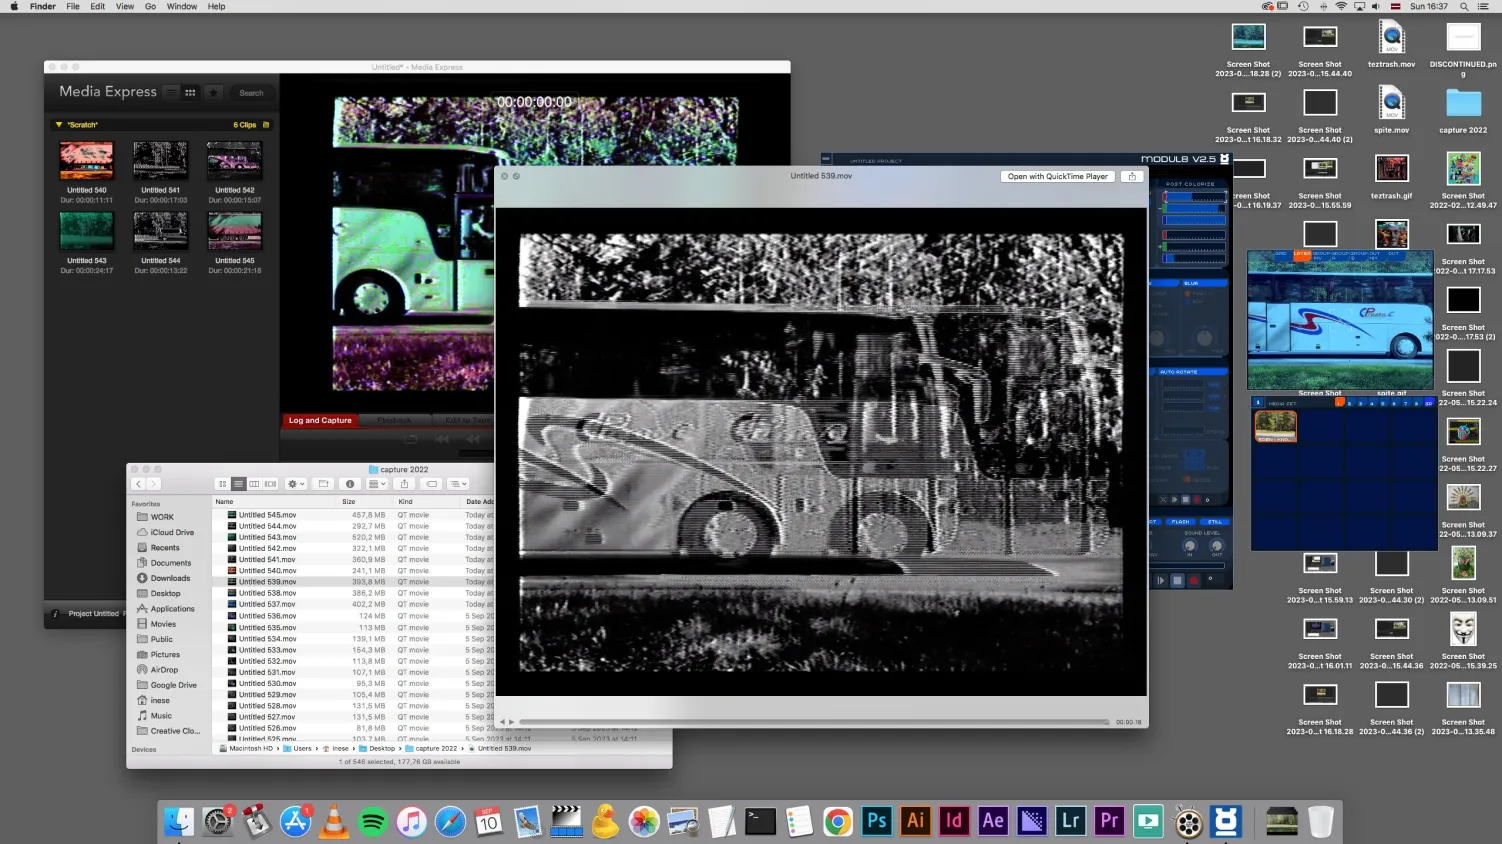 Finder File Edit View Go Window Help
Sun 16:37
Untitled* - Media Express
Media Express
Search
*Scratch*
6 Clips
00:00:00:00
Untitled 540
Dur: 00:00:11:11
Untitled 541
Dur: 00:00:17:03
Untitled 542
Dur: 00:00:15:07
Untitled 543
Dur: 00:00:24:17
Untitled 544
Dur: 00:00:13:22
Untitled 545
Dur: 00:00:21:18
Log and Capture
Playback
Edit to Tape
Project Untitled
Untitled 539.mov
Open with QuickTime Player
00:00:18
UNTITLED PROJECT
MODUL8 V2.5
POST COLORIZE
BLUR
AUTO ROTATE
FLASH
STILL
SOUND LEVEL
IN
OUT
MEDIA SET
capture 2022
Name
Size
Kind
Date Add
Favorites
WORK
iCloud Drive
Recents
Documents
Downloads
Desktop
Applications
Movies
Public
Pictures
AirDrop
Google Drive
inese
Music
Creative Clo...
Devices
Untitled 545.mov 457,8 MB QT movie Today at
Untitled 544.mov 292,7 MB QT movie Today at
Untitled 543.mov 520,2 MB QT movie Today at
Untitled 542.mov 322,1 MB QT movie Today at
Untitled 541.mov 360,9 MB QT movie Today at
Untitled 540.mov 241,1 MB QT movie Today at
Untitled 539.mov 393,8 MB QT movie Today at
Untitled 538.mov 386,2 MB QT movie Today at
Untitled 537.mov 402,2 MB QT movie Today at
Untitled 536.mov 124 MB QT movie 5 Sep 20
Untitled 535.mov 113 MB QT movie 5 Sep 20
Untitled 534.mov 139,1 MB QT movie 5 Sep 20
Untitled 533.mov 154,3 MB QT movie 5 Sep 20
Untitled 532.mov 113,8 MB QT movie 5 Sep 20
Untitled 531.mov 107,1 MB QT movie 5 Sep 20
Untitled 530.mov 95,3 MB QT movie 5 Sep 20
Untitled 529.mov 105,4 MB QT movie 5 Sep 20
Untitled 528.mov 131,5 MB QT movie 5 Sep 20
Untitled 527.mov 131,5 MB QT movie 5 Sep 20
Untitled 526.mov 81,8 MB QT movie 5 Sep 20
Untitled 525.mov 103,7 MB QT movie 5 Sep 2023 at 14:11
Macintosh HD › Users › inese › Desktop › capture 2022 › Untitled 539.mov
1 of 546 selected, 177,76 GB available
Screen Shot
2023-0....18.28 (2)
Screen Shot
2023-0...15.44.40
teztrash.mov
DISCONTINUED.pn
g
Screen Shot
2023-0...t 16.18.32
Screen Shot
2023-0...44.40 (2)
spite.mov
capture 2022
Screen Shot
2023-0...15.55.59
teztrash.gif
Screen Shot
2022-02...12.49.47
Screen Shot
2022-0...t 17.17.53
Screen Shot
Screen Shot
spite.gif
Screen Shot
2022-05...15.22.24
Screen Shot
2022-05...15.22.27
Screen Shot
2022-05...13.09.37
Screen Shot
2023-0...t 15.59.13
Screen Shot
2023-0...44.30 (2)
Screen Shot
2022-05...13.09.51
Screen Shot
2023-0...t 16.01.11
Screen Shot
2023-0...15.44.36
Screen Shot
2022-05...15.39.25
Screen Shot
2023-0...t 16.18.28
Screen Shot
2023-0...44.36 (2)
Screen Shot
2023-0...13.35.48
SEP
10
Ps
Ai
Id
Ae
Lr
Pr